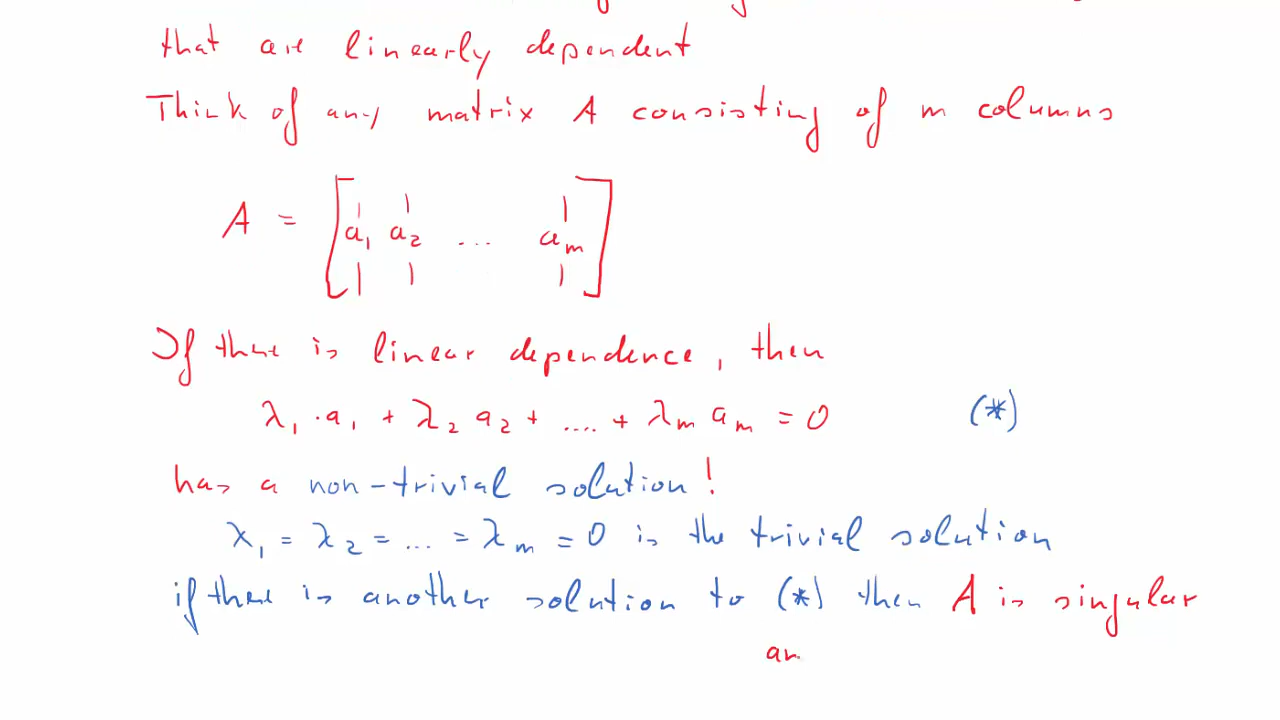 that are linearly dependent
Think of any matrix A consisting of m columns
A = [a₁ a₂ ... aₘ]
If there is linear dependence, then
λ₁ · a₁ + λ₂ a₂ + .... + λₘ aₘ = 0 (*)
has a non-trivial solution!
λ₁ = λ₂ = ... = λₘ = 0 is the trivial solution
if there is another solution to (*) then A is singular
an